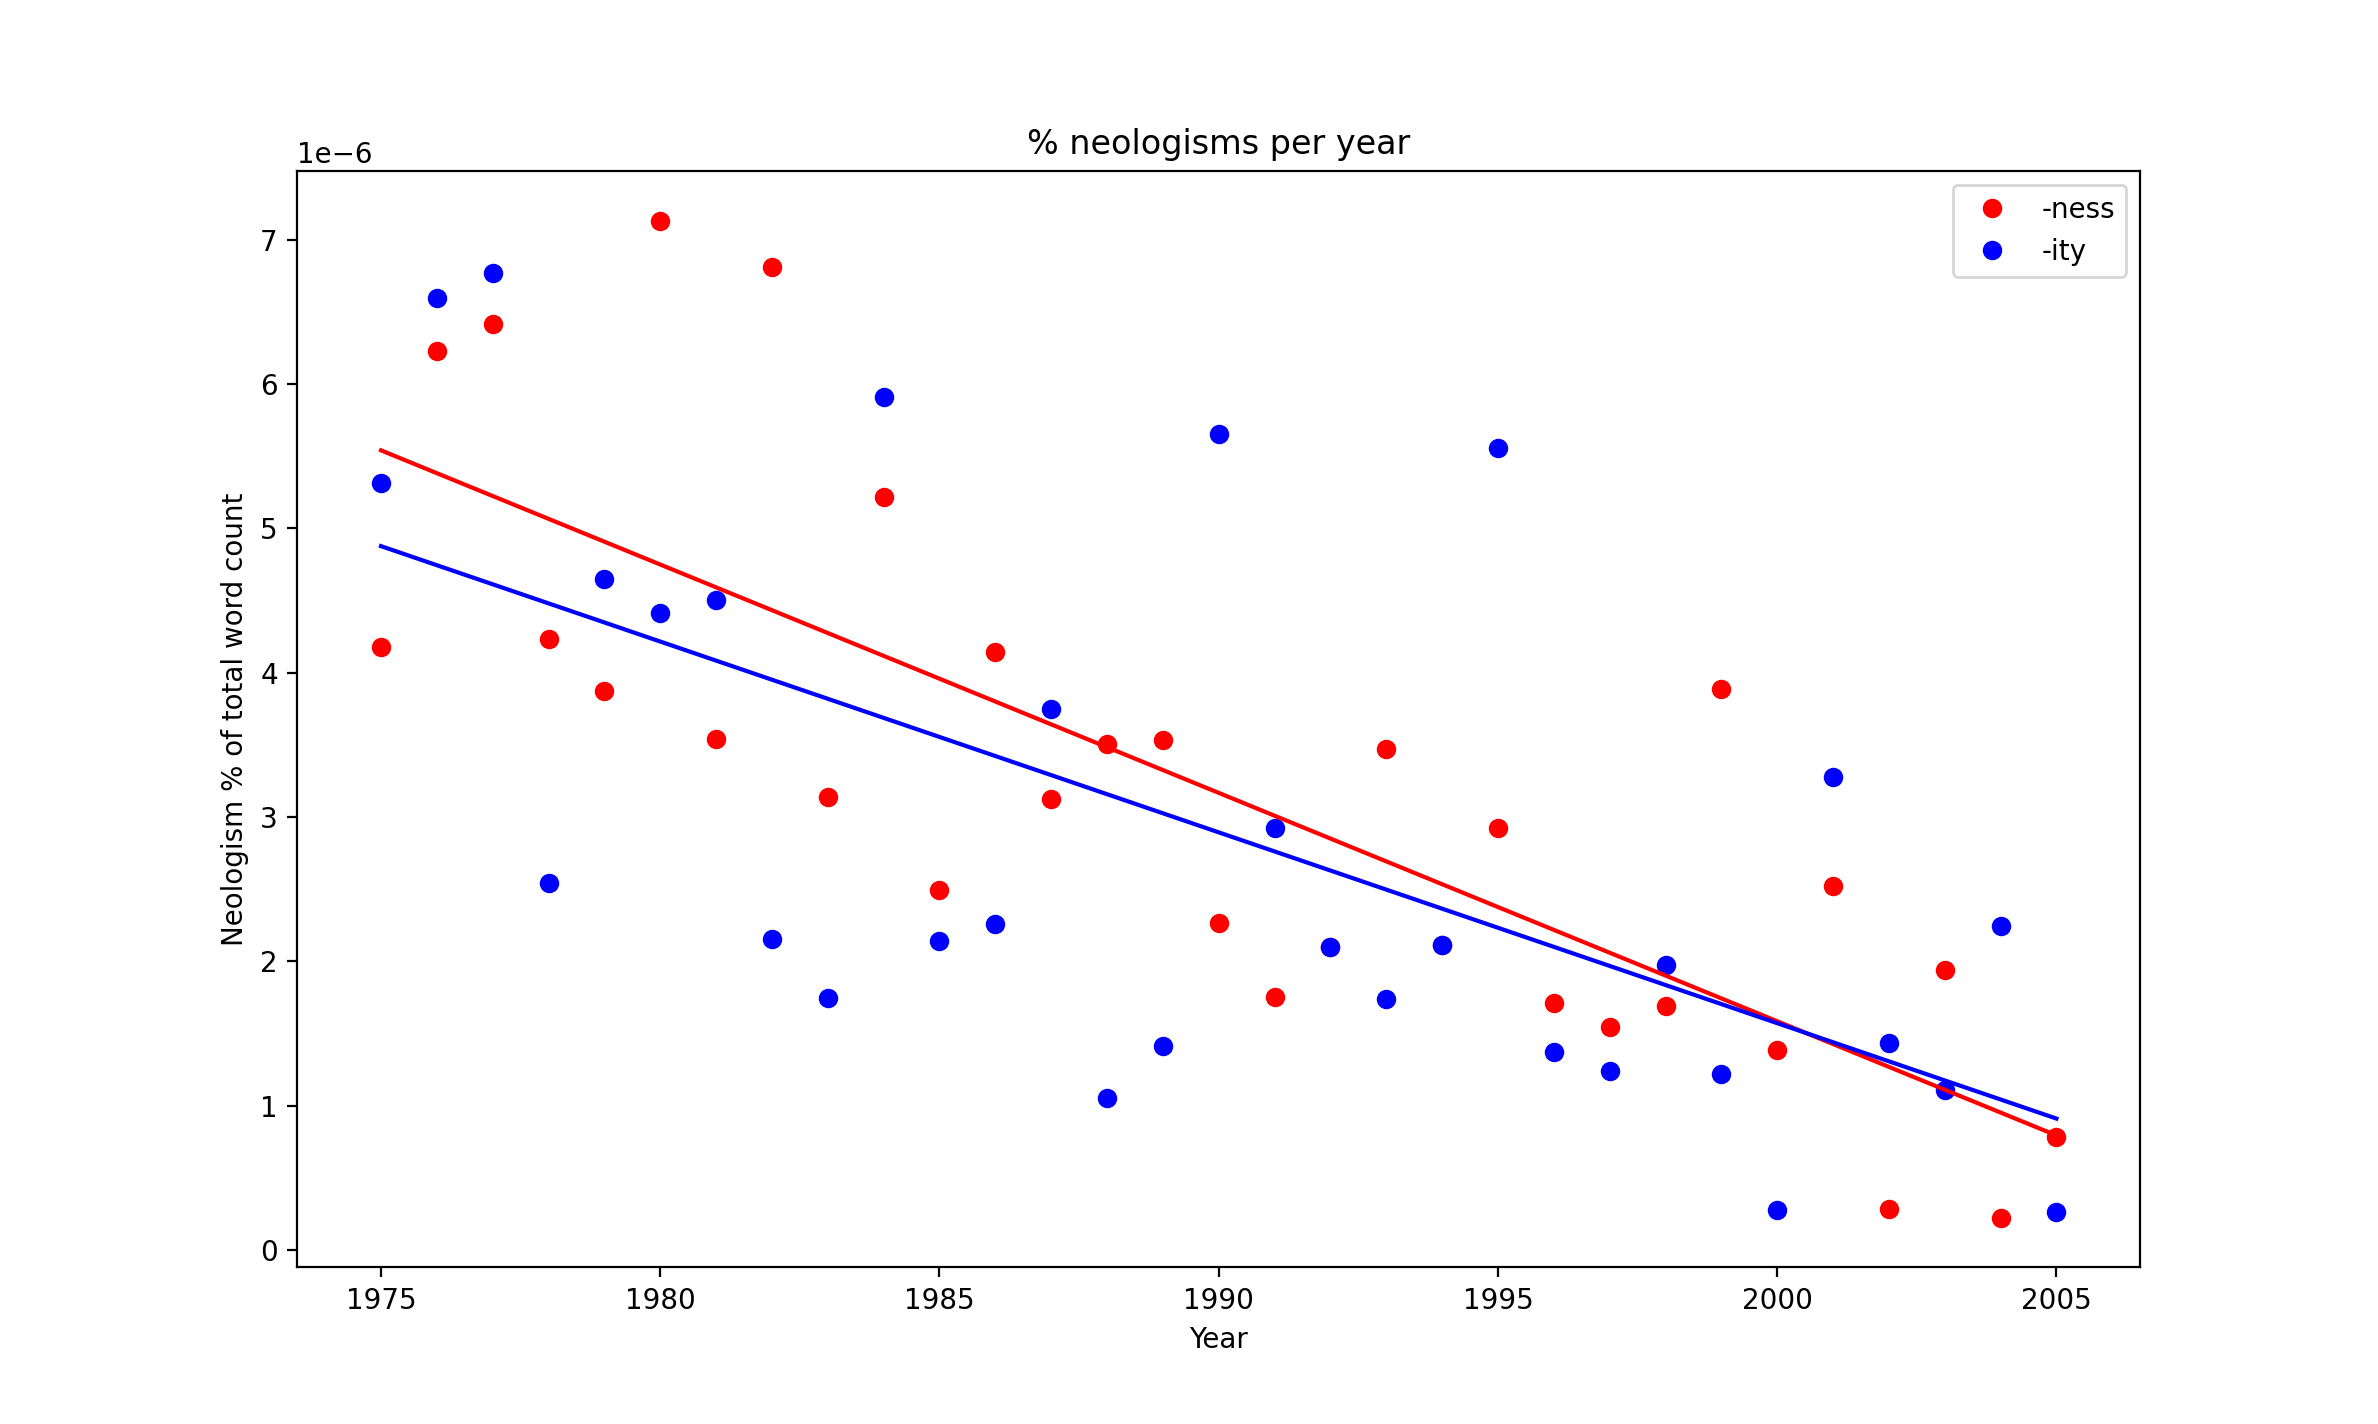 % neologisms per year
1e−6
-ness
-ity
7
6
5
4
3
2
1
0
Neologism % of total word count
1975 1980 1985 1990 1995 2000 2005
Year